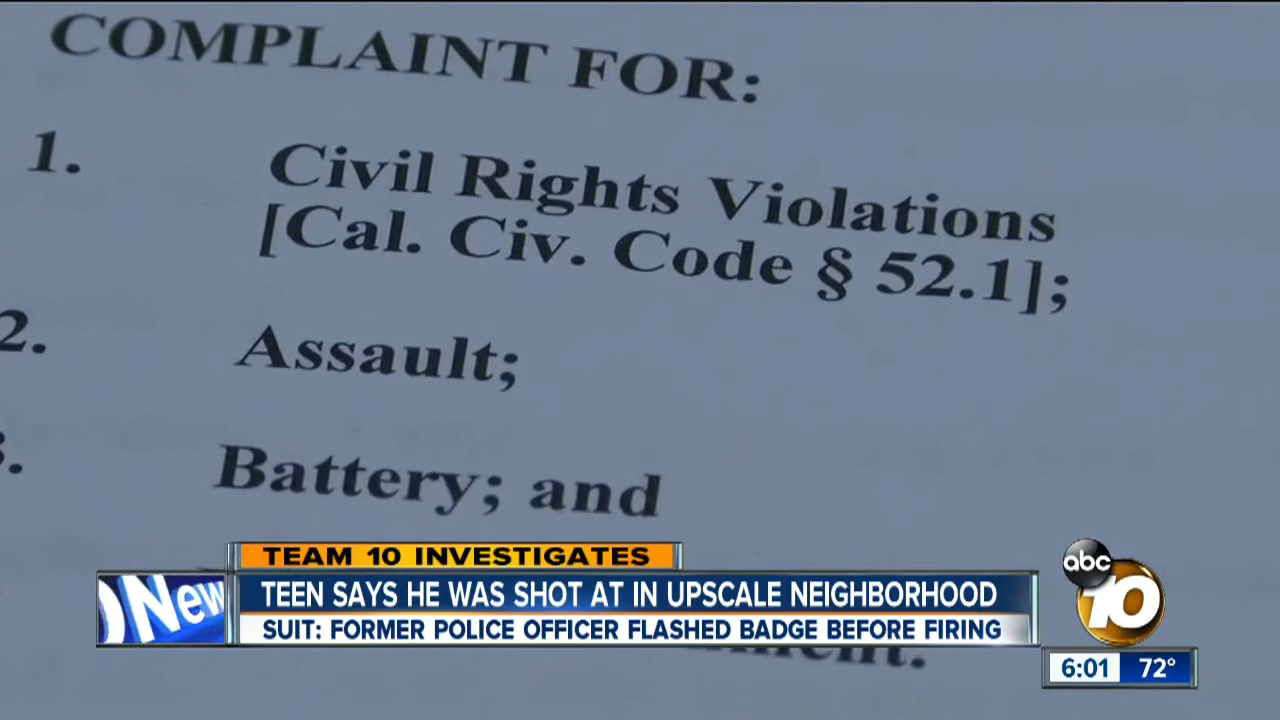 COMPLAINT FOR:
1. Civil Rights Violations
[Cal. Civ. Code § 52.1];
2. Assault;
Battery; and
TEAM 10 INVESTIGATES
TEEN SAYS HE WAS SHOT AT IN UPSCALE NEIGHBORHOOD
SUIT: FORMER POLICE OFFICER FLASHED BADGE BEFORE FIRING
News
abc
10
6:01 72°